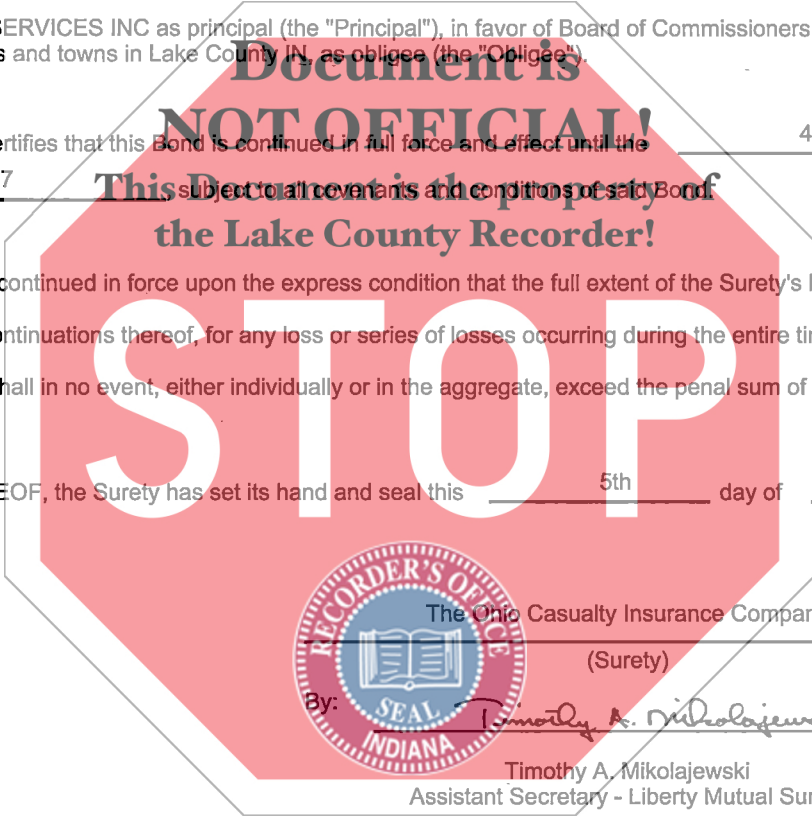 SERVICES INC as principal (the "Principal"), in favor of Board of Commissioners
s and towns in Lake County IN, as obligee (the "Obligee").
Document is
NOT OFFICIAL!
ertifies that this Bond is continued in full force and effect until the 4
7 , subject to all covenants and conditions of said Bond.
This Document is the property of
the Lake County Recorder!
continued in force upon the express condition that the full extent of the Surety's l
ntinuations thereof, for any loss or series of losses occurring during the entire ti
hall in no event, either individually or in the aggregate, exceed the penal sum of
STOP
EOF, the Surety has set its hand and seal this 5th day of
RECORDER'S OFFICE
SEAL
INDIANA
The Ohio Casualty Insurance Compan
(Surety)
By: Timothy A. Mikolajews
Timothy A. Mikolajewski
Assistant Secretary - Liberty Mutual Sur